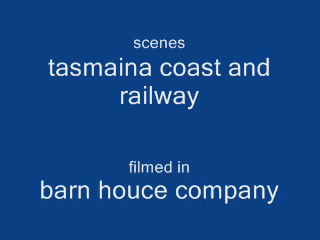 scenes
tasmaina coast and
railway
filmed in
barn houce company